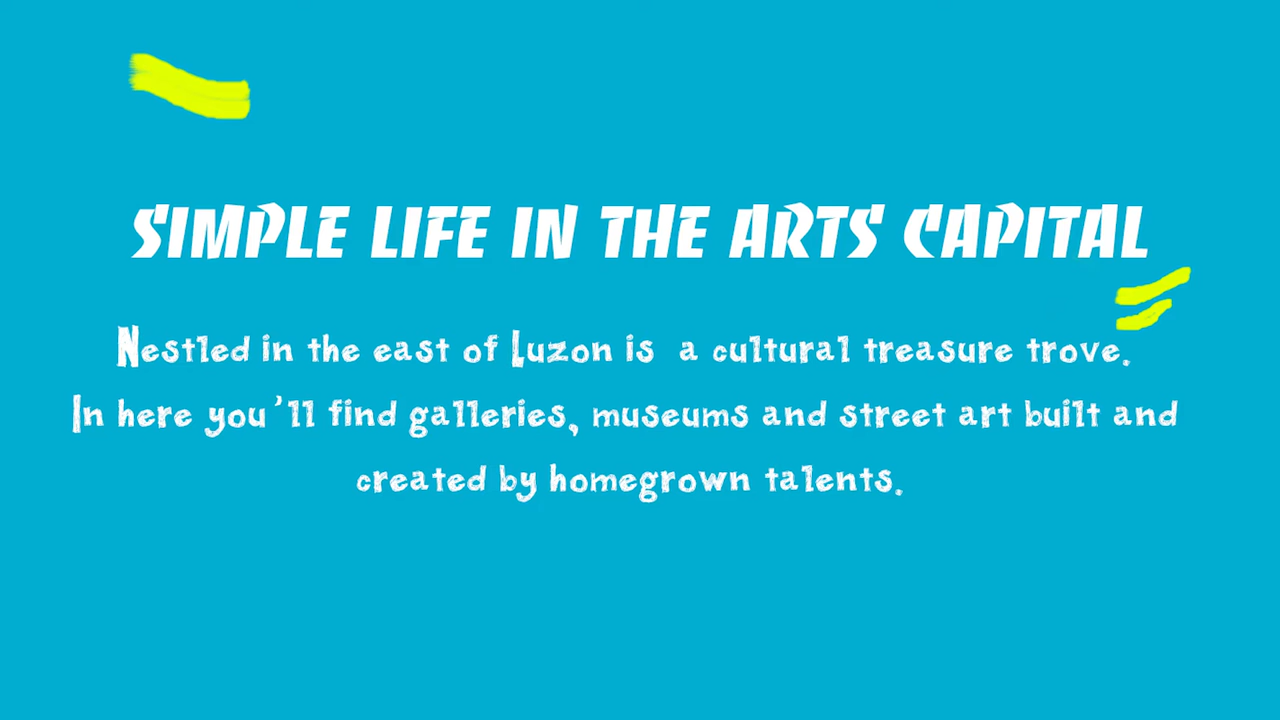 SIMPLE LIFE IN THE ARTS CAPITAL
Nestled in the east of Luzon is a cultural treasure trove.
In here you'll find galleries, museums and street art built and
created by homegrown talents.